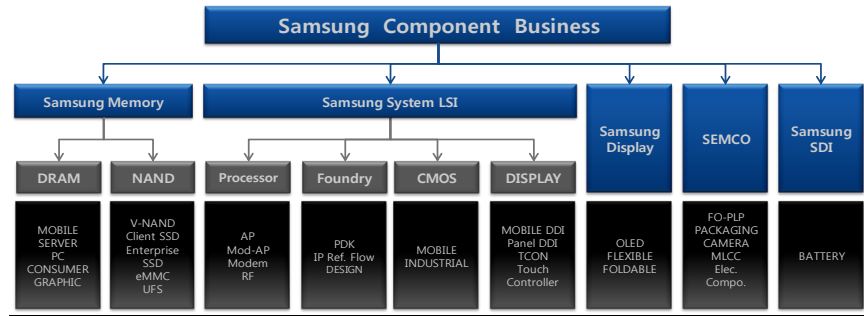 Samsung Component Business
Samsung Memory
Samsung System LSI
Samsung
Display
SEMCO
Samsung
SDI
DRAM
NAND
Processor
Foundry
CMOS
DISPLAY
MOBILE
SERVER
PC
CONSUMER
GRAPHIC
V-NAND
Client SSD
Enterprise
SSD
eMMC
UFS
AP
Mod-AP
Modem
RF
PDK
IP Ref. Flow
DESIGN
MOBILE
INDUSTRIAL
MOBILE DDI
Panel DDI
TCON
Touch
Controller
OLED
FLEXIBLE
FOLDABLE
FO-PLP
PACKAGING
CAMERA
MLCC
Elec.
Compo.
BATTERY